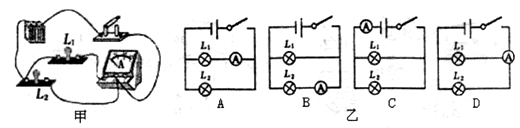 L₁ A L₂ 甲
L₁ A L₂ A
L₁ L₂ A B
A L₁ L₂ C
L₁ A L₂ D
乙